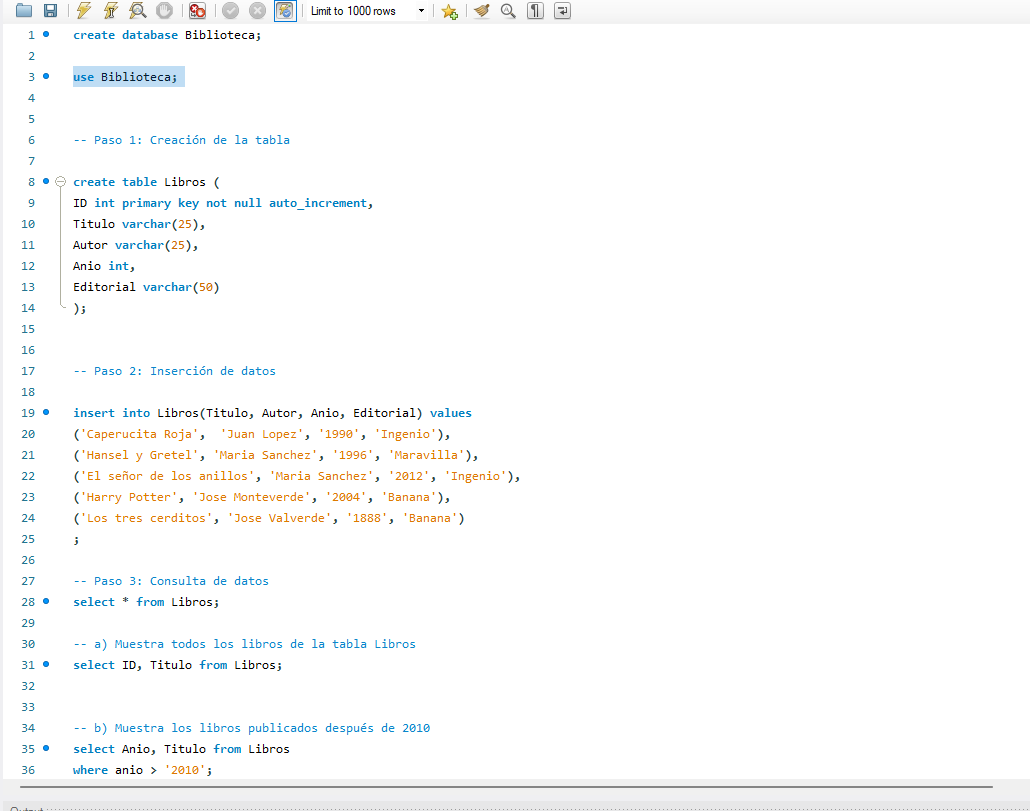 Limit to 1000 rows
1 create database Biblioteca;
2
3 use Biblioteca;
4
5
6 -- Paso 1: Creación de la tabla
7
8 create table Libros (
9 ID int primary key not null auto_increment,
10 Titulo varchar(25),
11 Autor varchar(25),
12 Anio int,
13 Editorial varchar(50)
14 );
15
16
17 -- Paso 2: Inserción de datos
18
19 insert into Libros(Titulo, Autor, Anio, Editorial) values
20 ('Caperucita Roja',  'Juan Lopez', '1990', 'Ingenio'),
21 ('Hansel y Gretel', 'Maria Sanchez', '1996', 'Maravilla'),
22 ('El señor de los anillos', 'Maria Sanchez', '2012', 'Ingenio'),
23 ('Harry Potter', 'Jose Monteverde', '2004', 'Banana'),
24 ('Los tres cerditos', 'Jose Valverde', '1888', 'Banana')
25 ;
26
27 -- Paso 3: Consulta de datos
28 select * from Libros;
29
30 -- a) Muestra todos los libros de la tabla Libros
31 select ID, Titulo from Libros;
32
33
34 -- b) Muestra los libros publicados después de 2010
35 select Anio, Titulo from Libros
36 where anio > '2010';